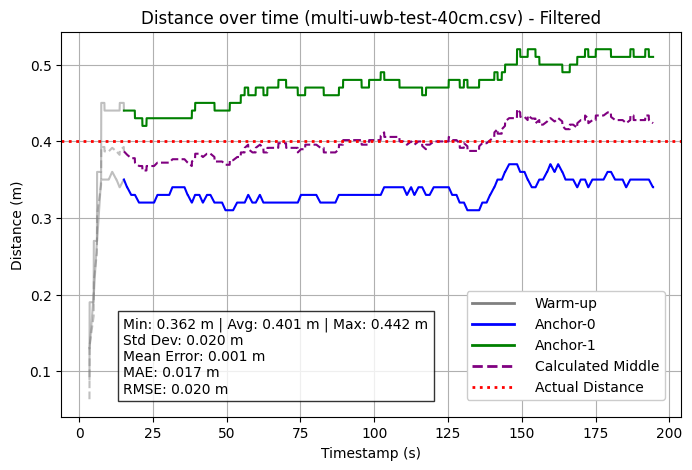 Distance over time (multi-uwb-test-40cm.csv) - Filtered
Distance (m)
0.5
0.4
0.3
0.2
0.1
Min: 0.362 m | Avg: 0.401 m | Max: 0.442 m
Std Dev: 0.020 m
Mean Error: 0.001 m
MAE: 0.017 m
RMSE: 0.020 m
Warm-up
Anchor-0
Anchor-1
Calculated Middle
Actual Distance
0 25 50 75 100 125 150 175 200
Timestamp (s)